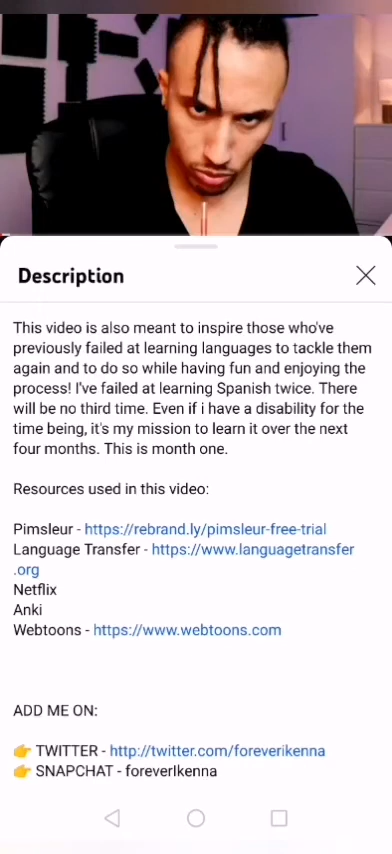 Description
This video is also meant to inspire those who've
previously failed at learning languages to tackle them
again and to do so while having fun and enjoying the
process! I've failed at learning Spanish twice. There
will be no third time. Even if i have a disability for the
time being, it's my mission to learn it over the next
four months. This is month one.
Resources used in this video:
Pimsleur - https://rebrand.ly/pimsleur-free-trial
Language Transfer - https://www.languagetransfer
.org
Netflix
Anki
Webtoons - https://www.webtoons.com
ADD ME ON:
👉 TWITTER - http://twitter.com/foreverikenna
👉 SNAPCHAT - foreverIkenna